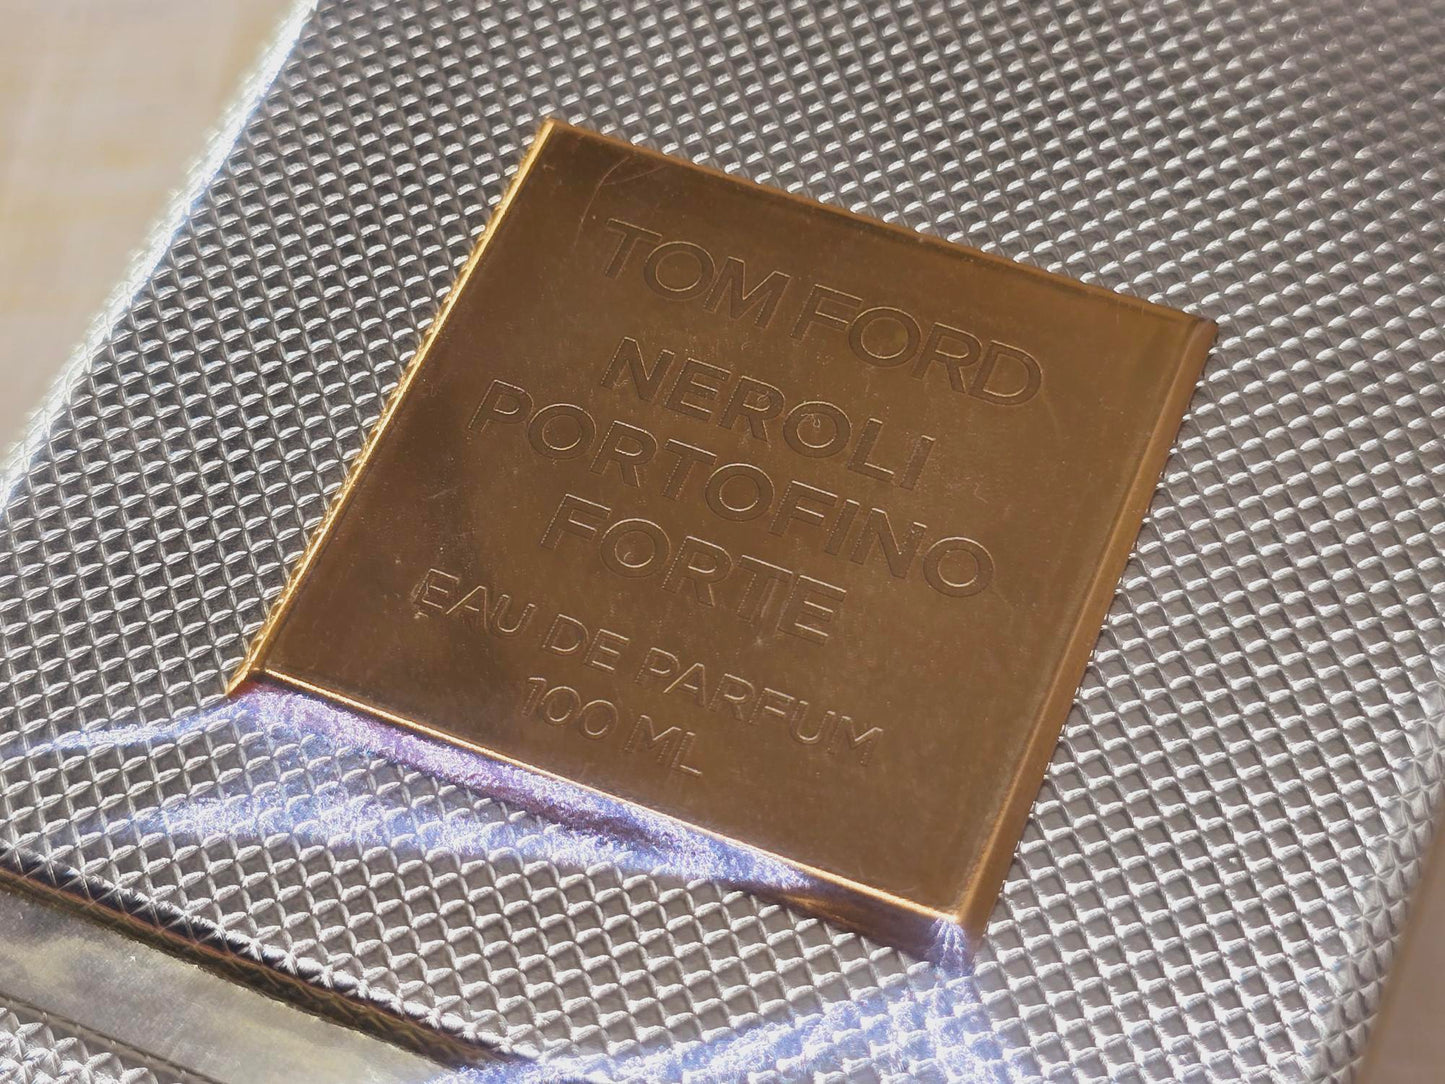 TOM FORD
NEROLI
PORTOFINO
FORTE
EAU DE PARFUM
100 ML